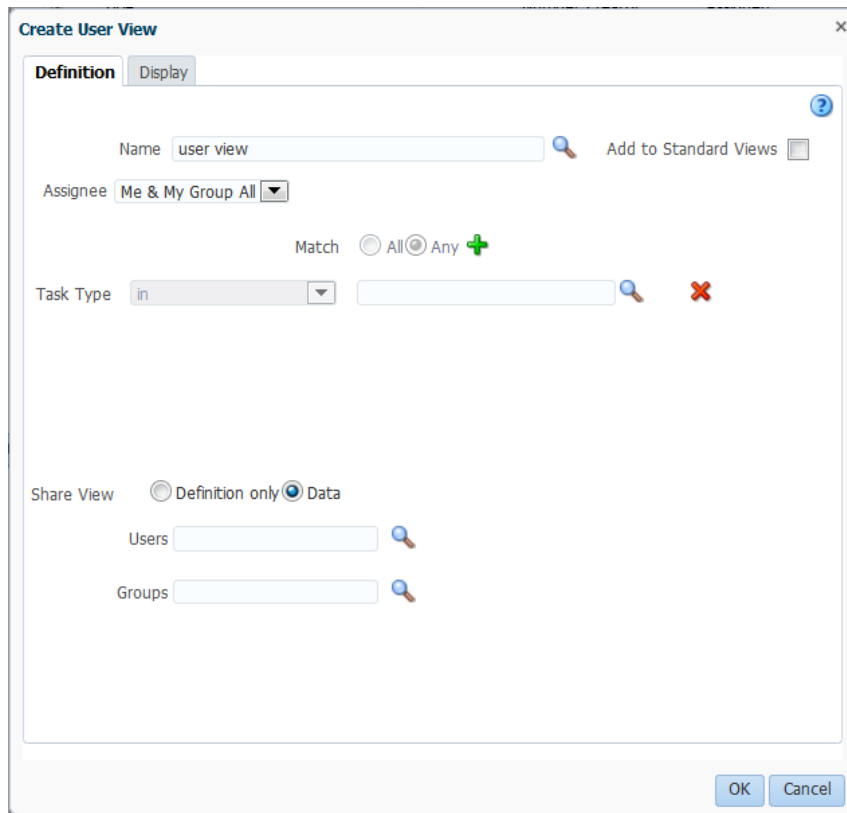 Create User View
Definition Display
Name user view Add to Standard Views
Assignee Me & My Group All
Match All Any
Task Type in
Share View Definition only Data
Users
Groups
OK Cancel